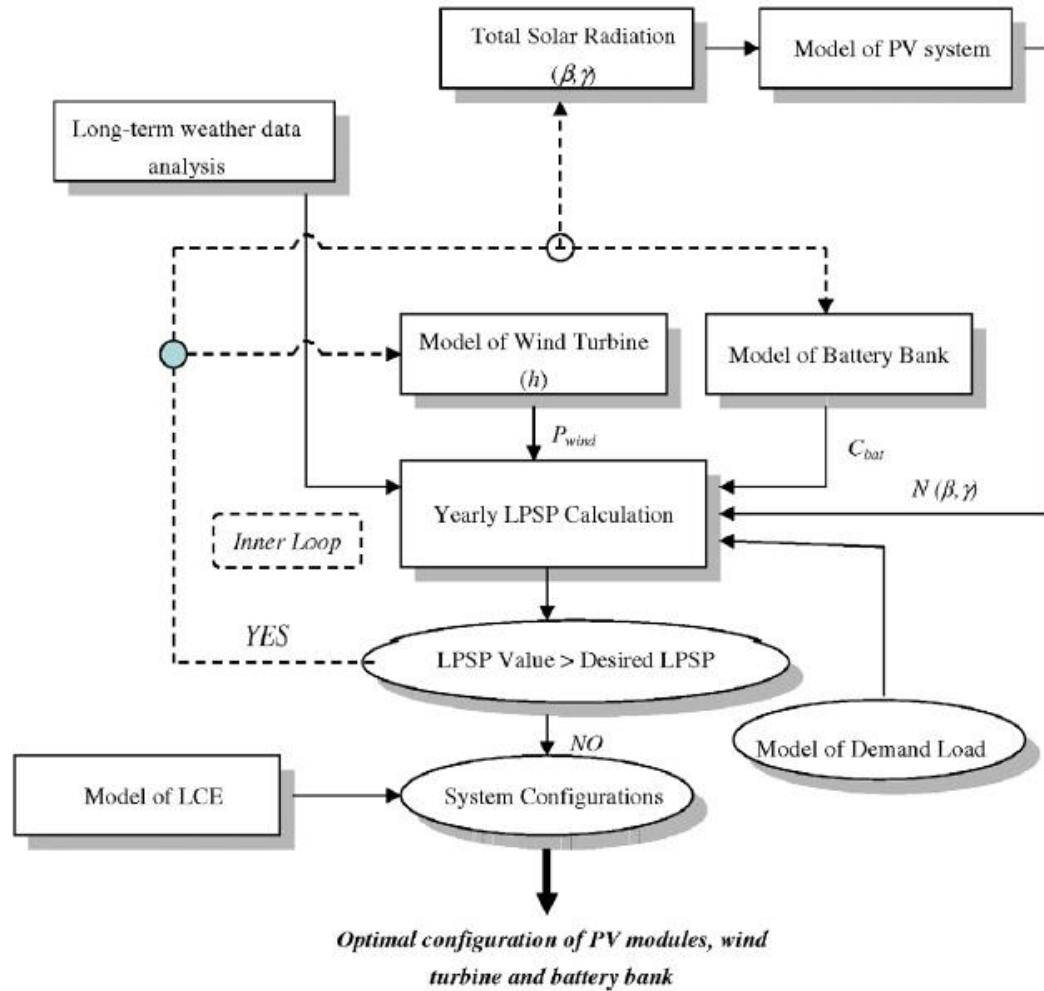 Total Solar Radiation
(β,γ)
Model of PV system
Long-term weather data
analysis
Model of Wind Turbine
(h)
Model of Battery Bank
P_wind
C_bat
N (β,γ)
Yearly LPSP Calculation
Inner Loop
YES
LPSP Value > Desired LPSP
NO
Model of Demand Load
Model of LCE
System Configurations
Optimal configuration of PV modules, wind
turbine and battery bank